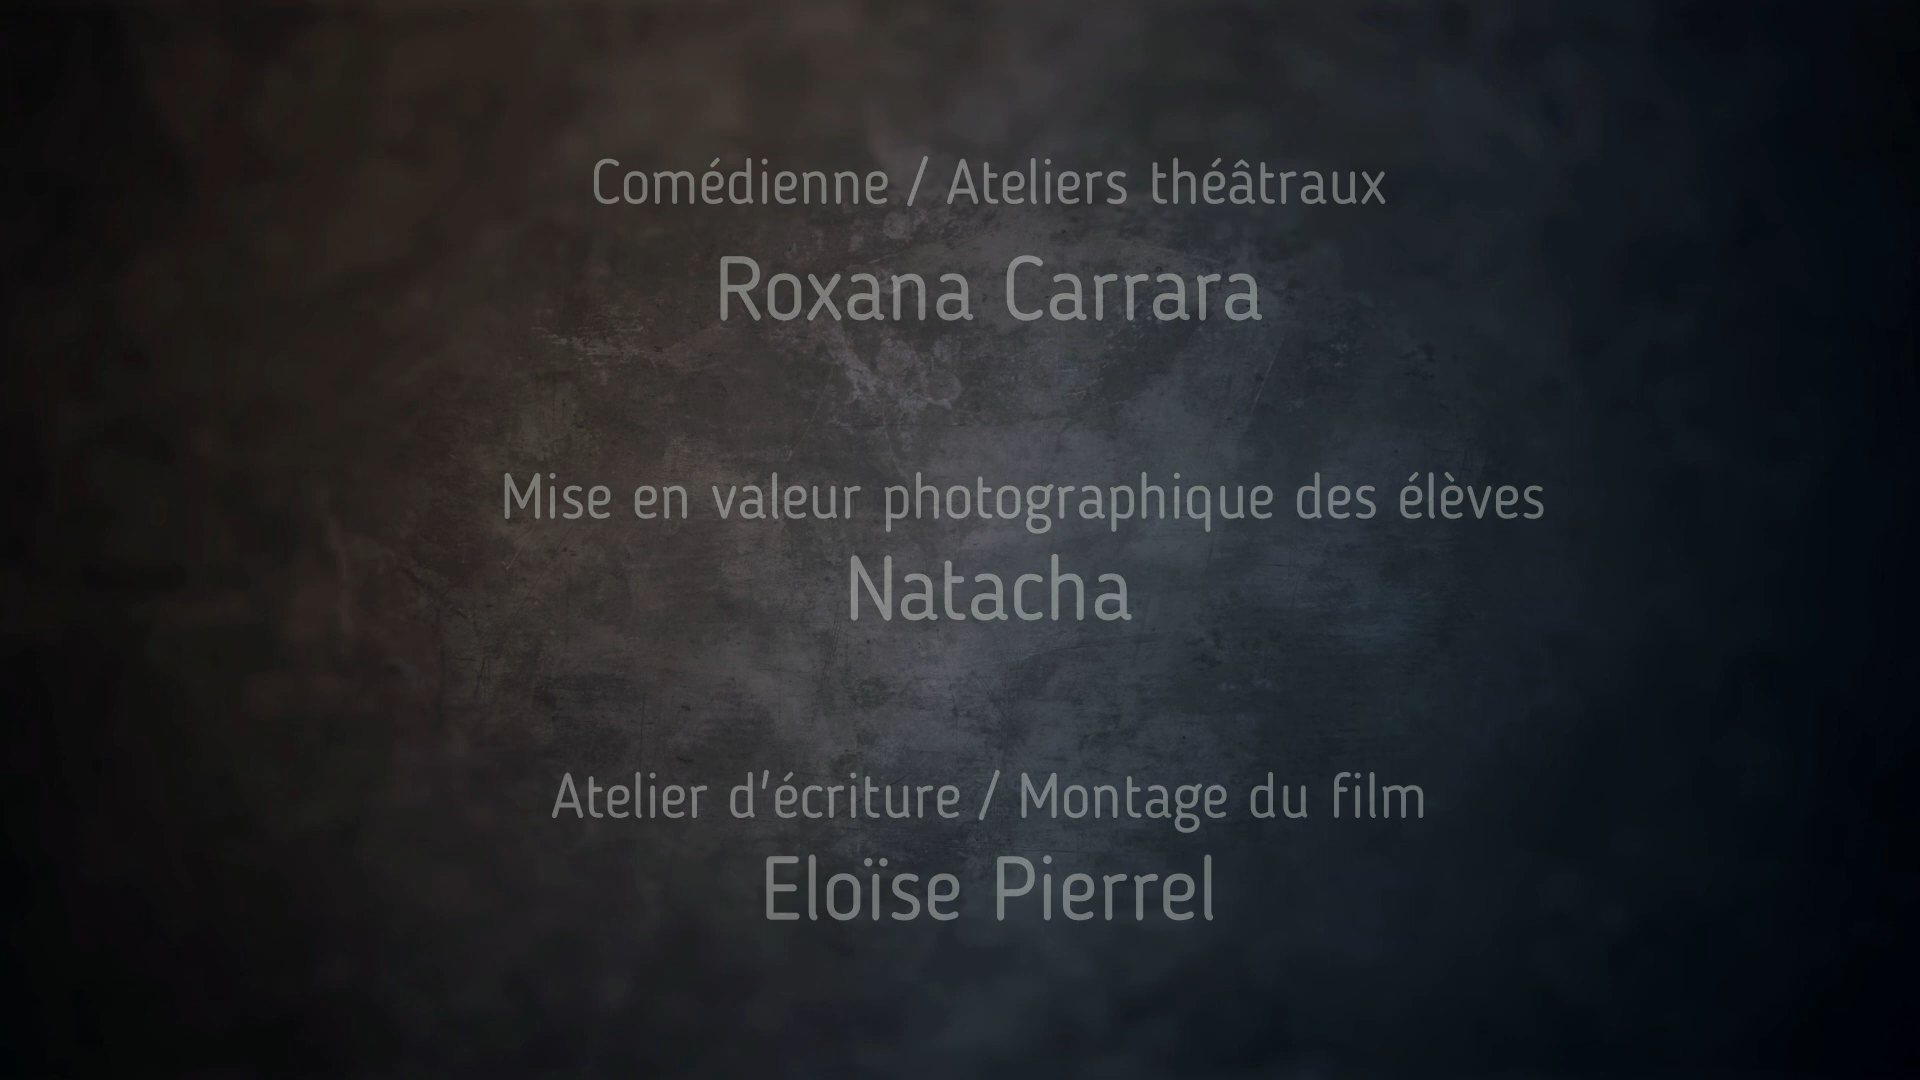 Comédienne / Ateliers théâtraux
Roxana Carrara
Mise en valeur photographique des élèves
Natacha
Atelier d'écriture / Montage du film
Eloïse Pierrel